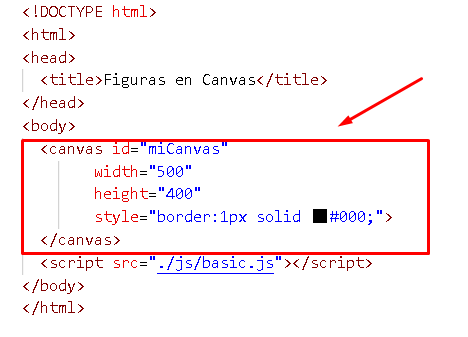 <!DOCTYPE html>
<html>
<head>
<title>Figuras en Canvas</title>
</head>
<body>
<canvas id="miCanvas"
width="500"
height="400"
style="border:1px solid #000;">
</canvas>
<script src="./js/basic.js"></script>
</body>
</html>